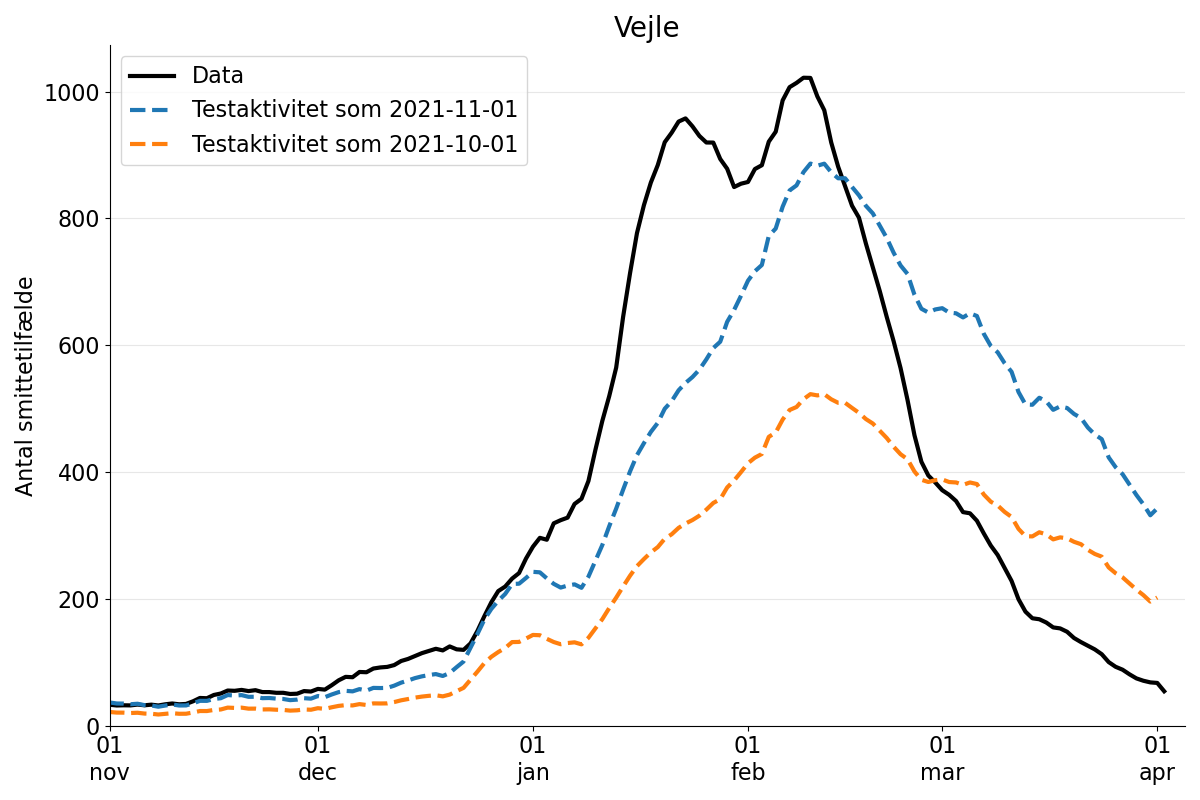 Vejle
Data
Testaktivitet som 2021-11-01
Testaktivitet som 2021-10-01
Antal smittetilfælde
1000
800
600
400
200
0
01 01 01 01 01 01
nov dec jan feb mar apr